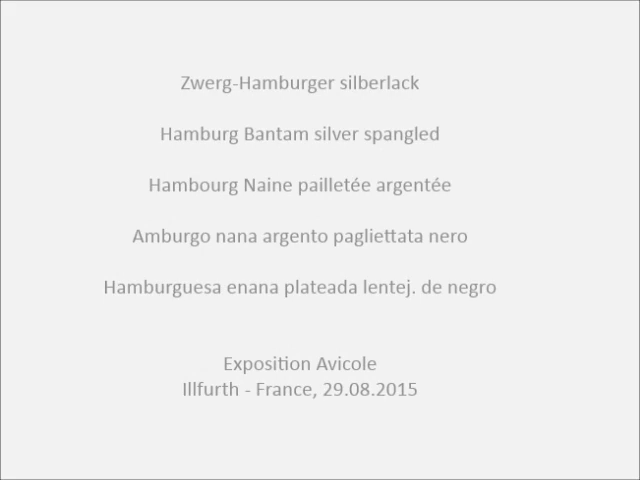 Zwerg-Hamburger silberlack
Hamburg Bantam silver spangled
Hambourg Naine pailletée argentée
Amburgo nana argento pagliettata nero
Hamburguesa enana plateada lentej. de negro
Exposition Avicole
Illfurth - France, 29.08.2015